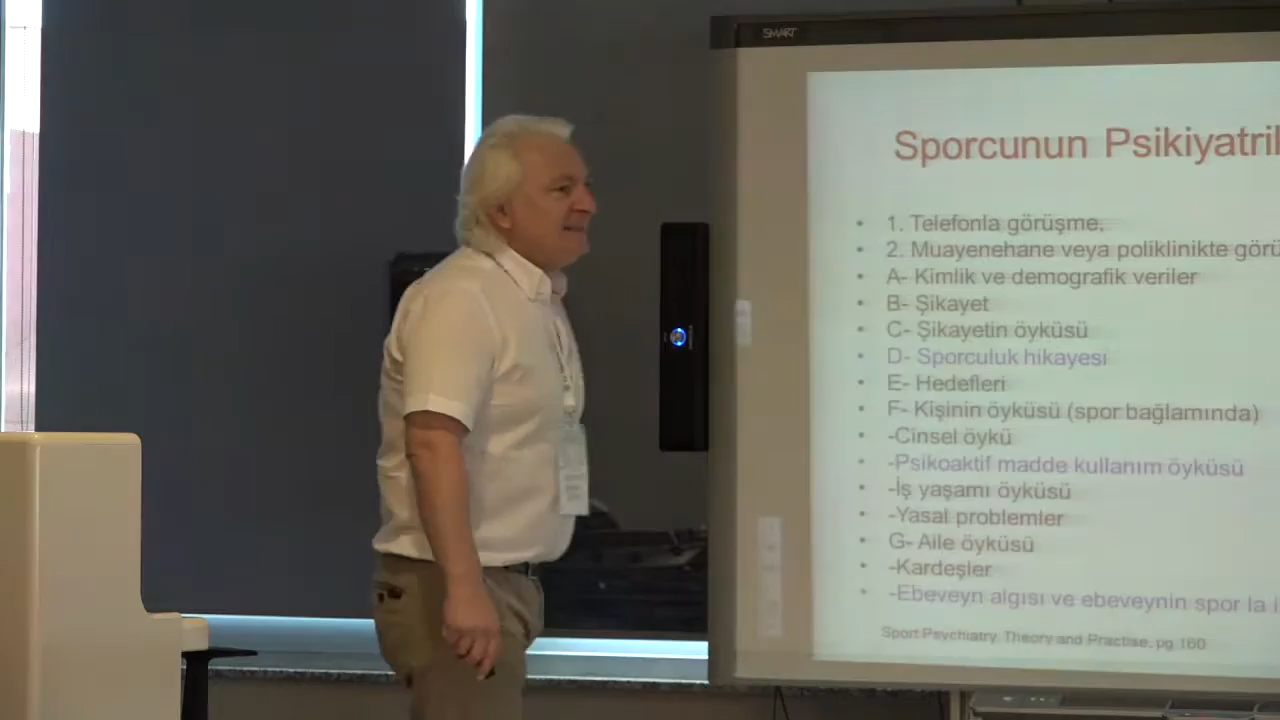 SMART
Sporcunun Psikiyatrik
• 1. Telefonla görüşme,
• 2. Muayenehane veya poliklinikte görü
• A- Kimlik ve demografik veriler
• B- Şikayet
• C- Şikayetin öyküsü
• D- Sporculuk hikayesi
• E- Hedefleri
• F- Kişinin öyküsü (spor bağlamında)
• -Cinsel öykü
• -Psikoaktif madde kullanım öyküsü
• -İş yaşamı öyküsü
• -Yasal problemler
• G- Aile öyküsü
• -Kardeşler
• -Ebeveyn algısı ve ebeveynin spor la i
Sport Psychiatry. Theory and Practise, pg 160